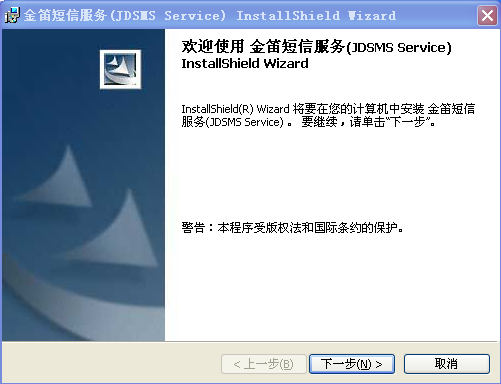 金笛短信服务(JDSMS Service) InstallShield Wizard
欢迎使用 金笛短信服务(JDSMS Service)
InstallShield Wizard
InstallShield(R) Wizard 将要在您的计算机中安装 金笛短信
服务(JDSMS Service) 。 要继续，请单击“下一步”。
警告：本程序受版权法和国际条约的保护。
< 上一步(B) 下一步(N) > 取消